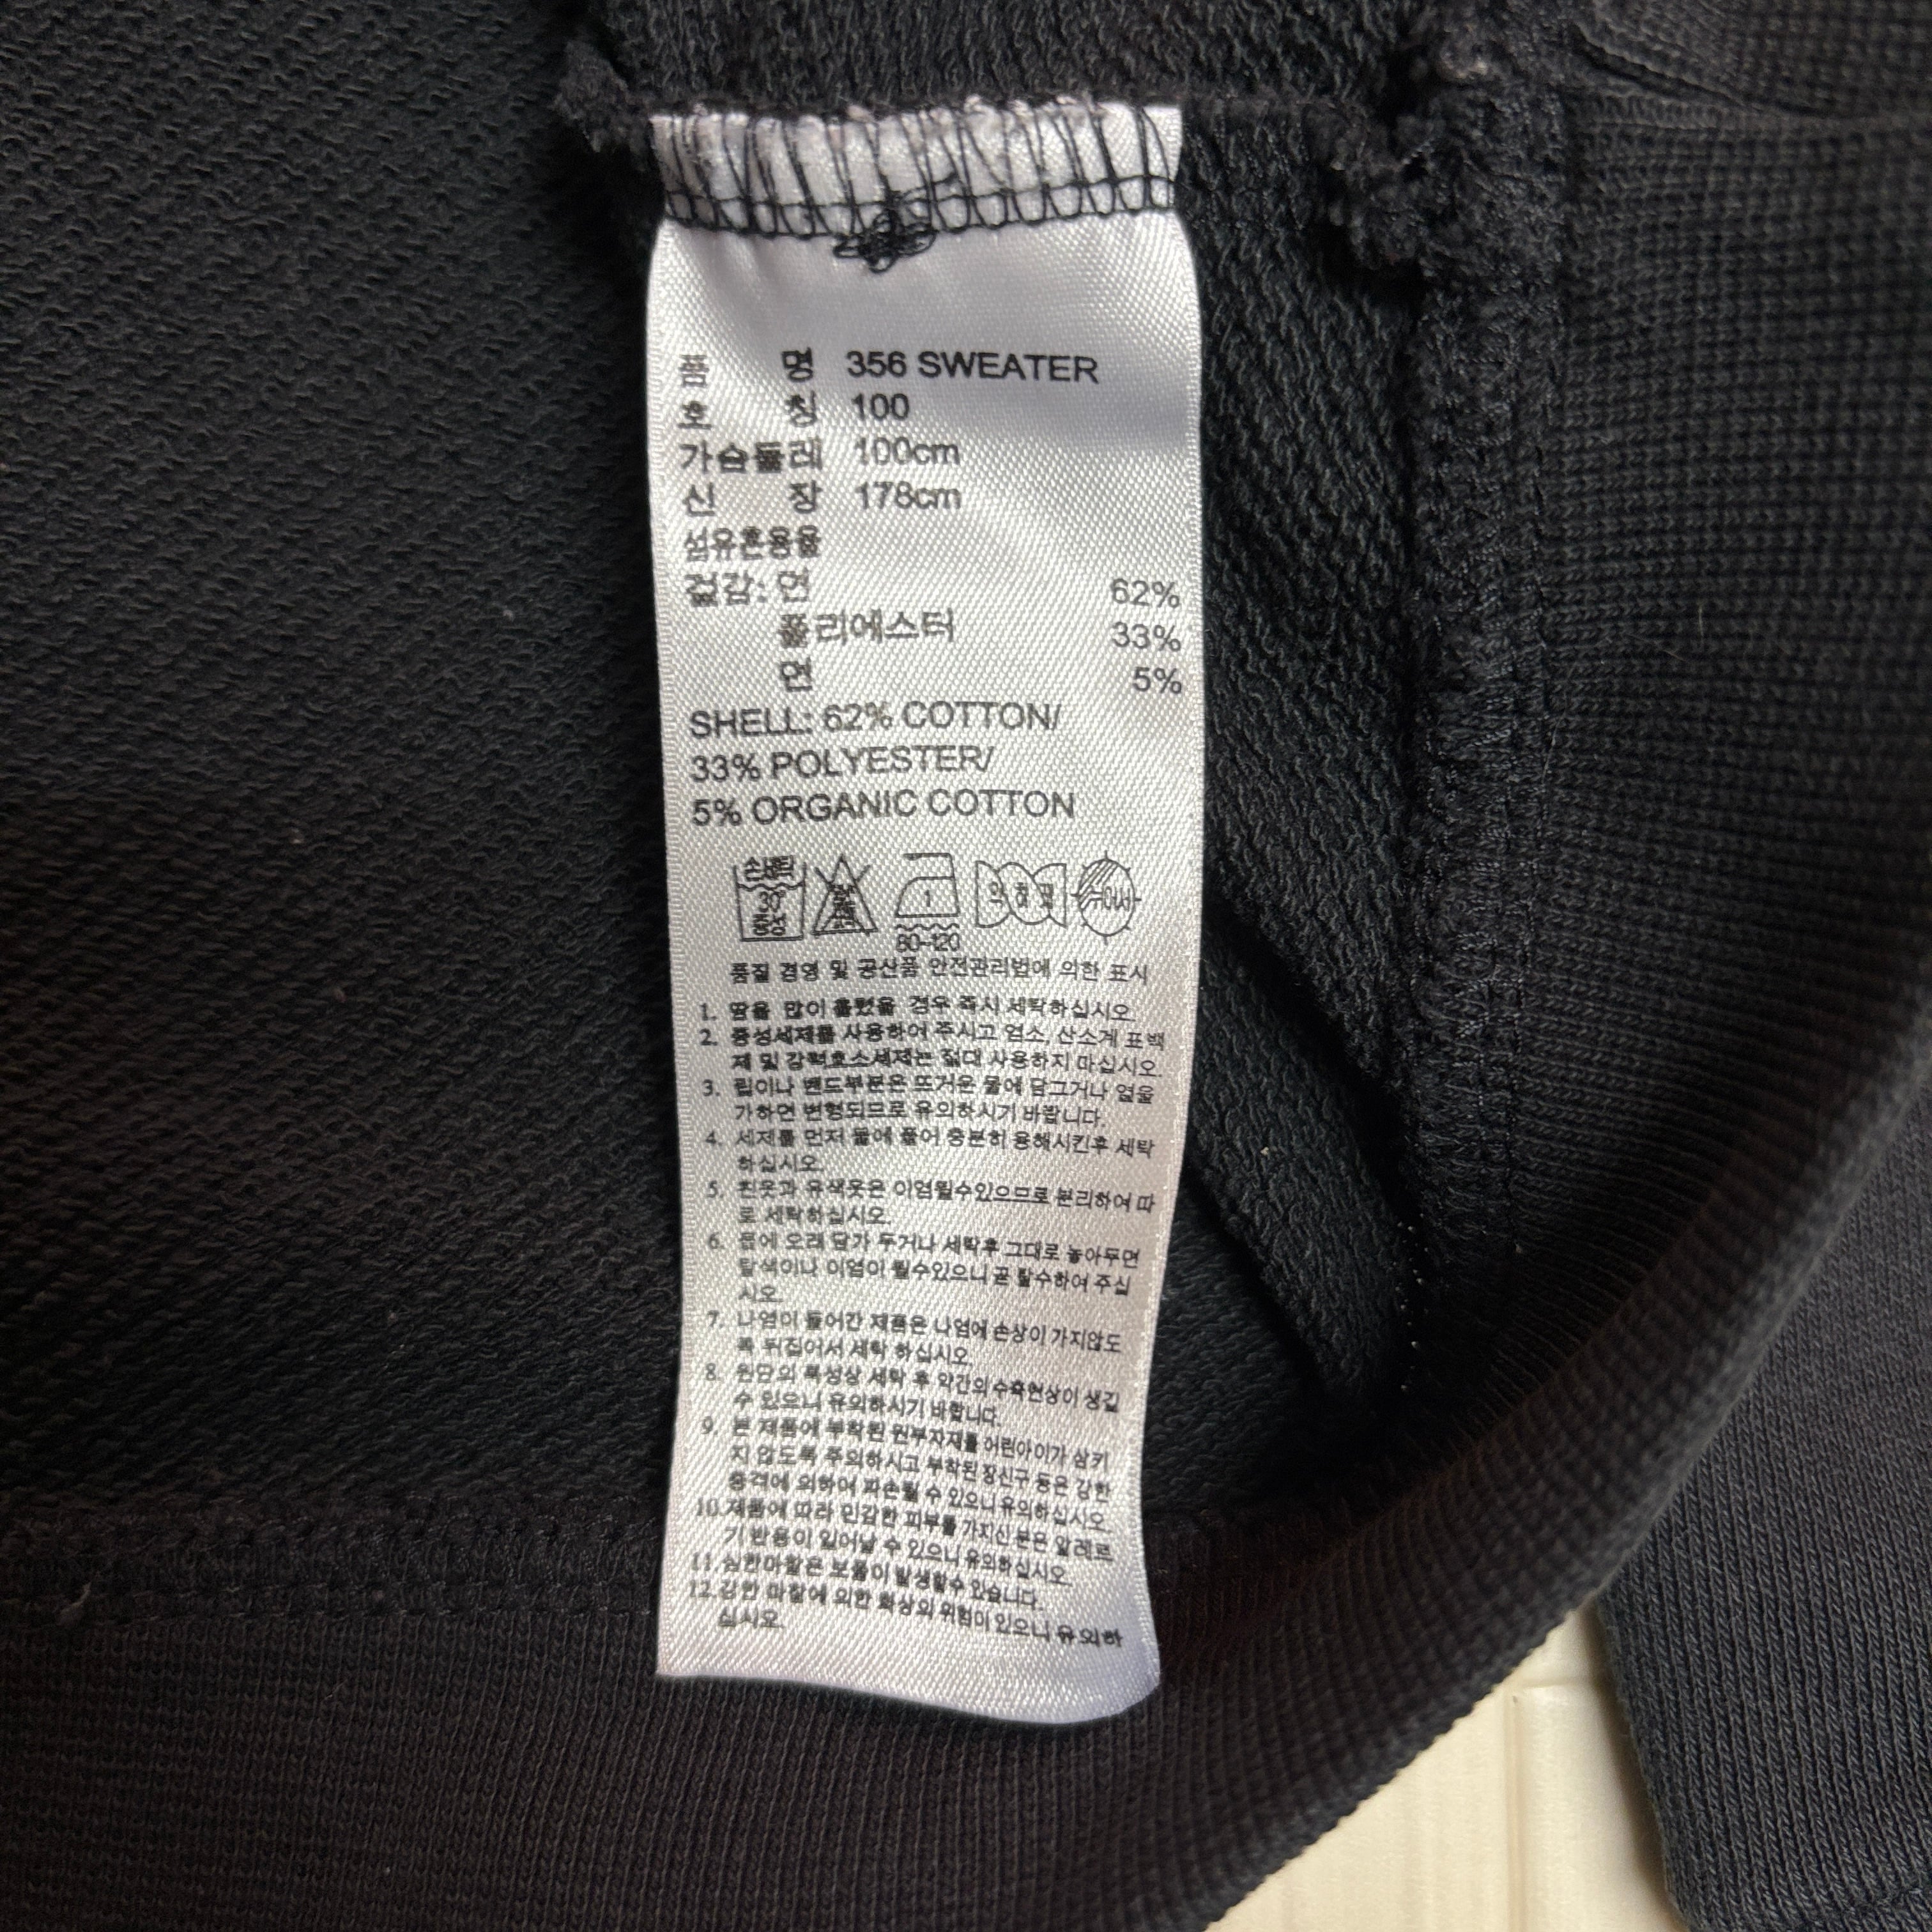 품 명 356 SWEATER
호 칭 100
가슴둘레 100cm
신 장 178cm
섬유혼용율
겉감: 면 62%
폴리에스터 33%
면 5%
SHELL: 62% COTTON/
33% POLYESTER/
5% ORGANIC COTTON
손세탁
30 약하게
중성 1
80-120
품질 경영 및 공산품 안전관리법에 의한 표시
1. 땀을 많이 흘렸을 경우 즉시 세탁하십시오.
2. 중성세제를 사용하여 주시고 염소, 산소계 표백
제 및 강력효소세제는 절대 사용하지 마십시오.
3. 립이나 밴드부분은 뜨거운 물에 담그거나 열을
가하면 변형되므로 유의하시기 바랍니다.
4. 세제를 먼저 물에 풀어 충분히 용해시킨후 세탁
하십시오.
5. 흰옷과 유색옷은 이염될수있으므로 분리하여 따
로 세탁하십시오.
6. 물에 오래 담가 두거나 세탁후 그대로 놓아두면
탈색이나 이염이 될수있으니 곧 탈수하여 주십
시오.
7. 나염이 들어간 제품은 나염에 손상이 가지않도
록 뒤집어서 세탁 하십시오.
8. 원단의 특성상 세탁 후 약간의 수축현상이 생길
수 있으니 유의하시기 바랍니다.
9. 본 제품에 부착된 원부자재를 어린아이가 삼키
지 않도록 주의하시고 부착된 장신구 등은 강한
충격에 의하여 파손될 수 있으니 유의하십시오.
10. 제품에 따라 민감한 피부를 가지신 분은 알레르
기 반응이 일어날 수 있으니 유의하십시오.
11. 심한마찰은 보풀이 발생할수 있습니다.
12. 강한 마찰에 의한 화상의 위험이 있으니 유의하
십시오.